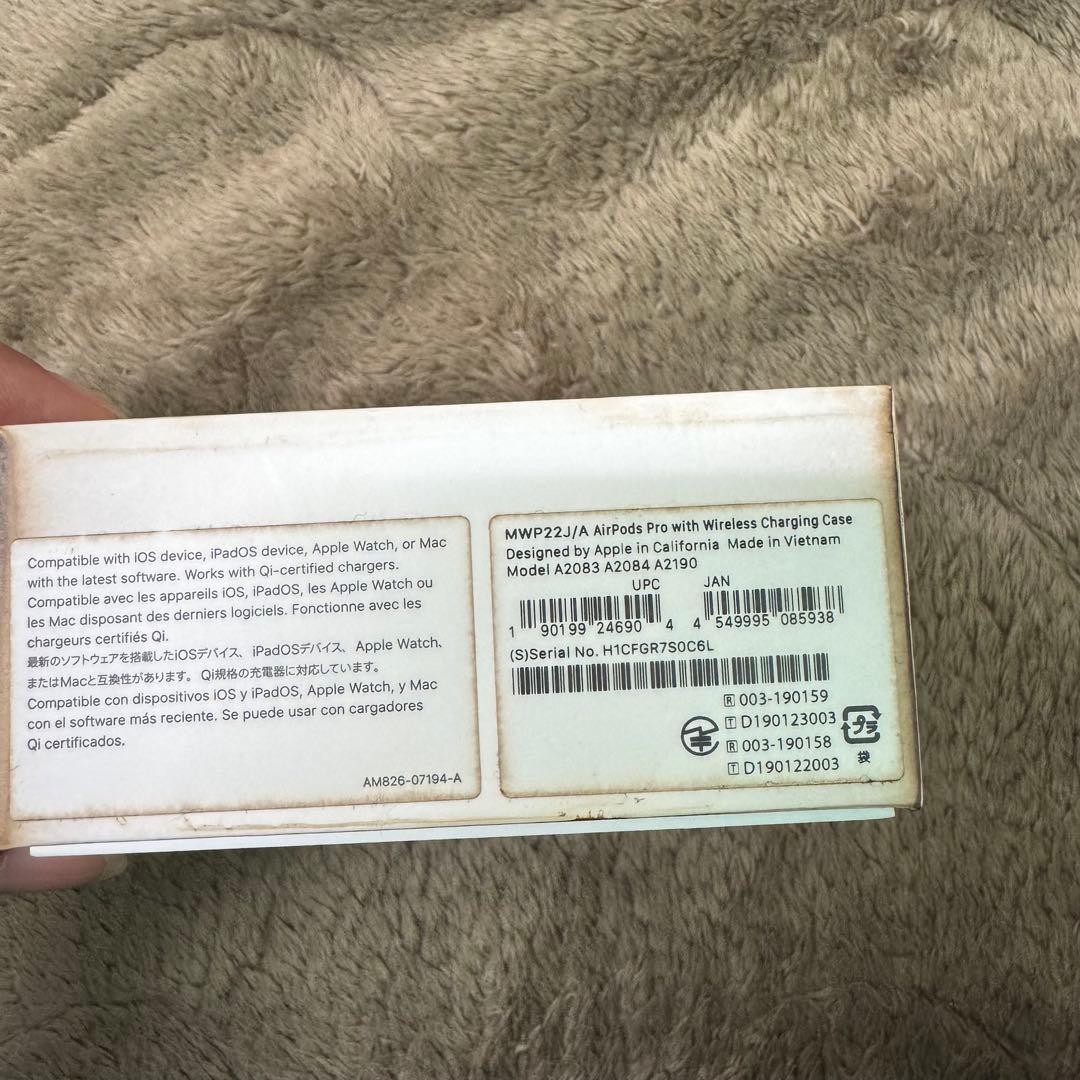 Compatible with iOS device, iPadOS device, Apple Watch, or Mac
with the latest software. Works with Qi-certified chargers.
Compatible avec les appareils iOS, iPadOS, les Apple Watch ou
les Mac disposant des derniers logiciels. Fonctionne avec les
chargeurs certifiés Qi.
最新のソフトウェアを搭載したiOSデバイス、iPadOSデバイス、Apple Watch、
またはMacと互換性があります。Qi規格の充電器に対応しています。
Compatible con dispositivos iOS y iPadOS, Apple Watch, y Mac
con el software más reciente. Se puede usar con cargadores
Qi certificados.
AM826-07194-A
MWP22J/A AirPods Pro with Wireless Charging Case
Designed by Apple in California Made in Vietnam
Model A2083 A2084 A2190
UPC JAN
1 90199 24690 4 4 549995 085938
(S)Serial No. H1CFGR7S0C6L
R 003-190159
T D190123003
R 003-190158
T D190122003
プラ
袋